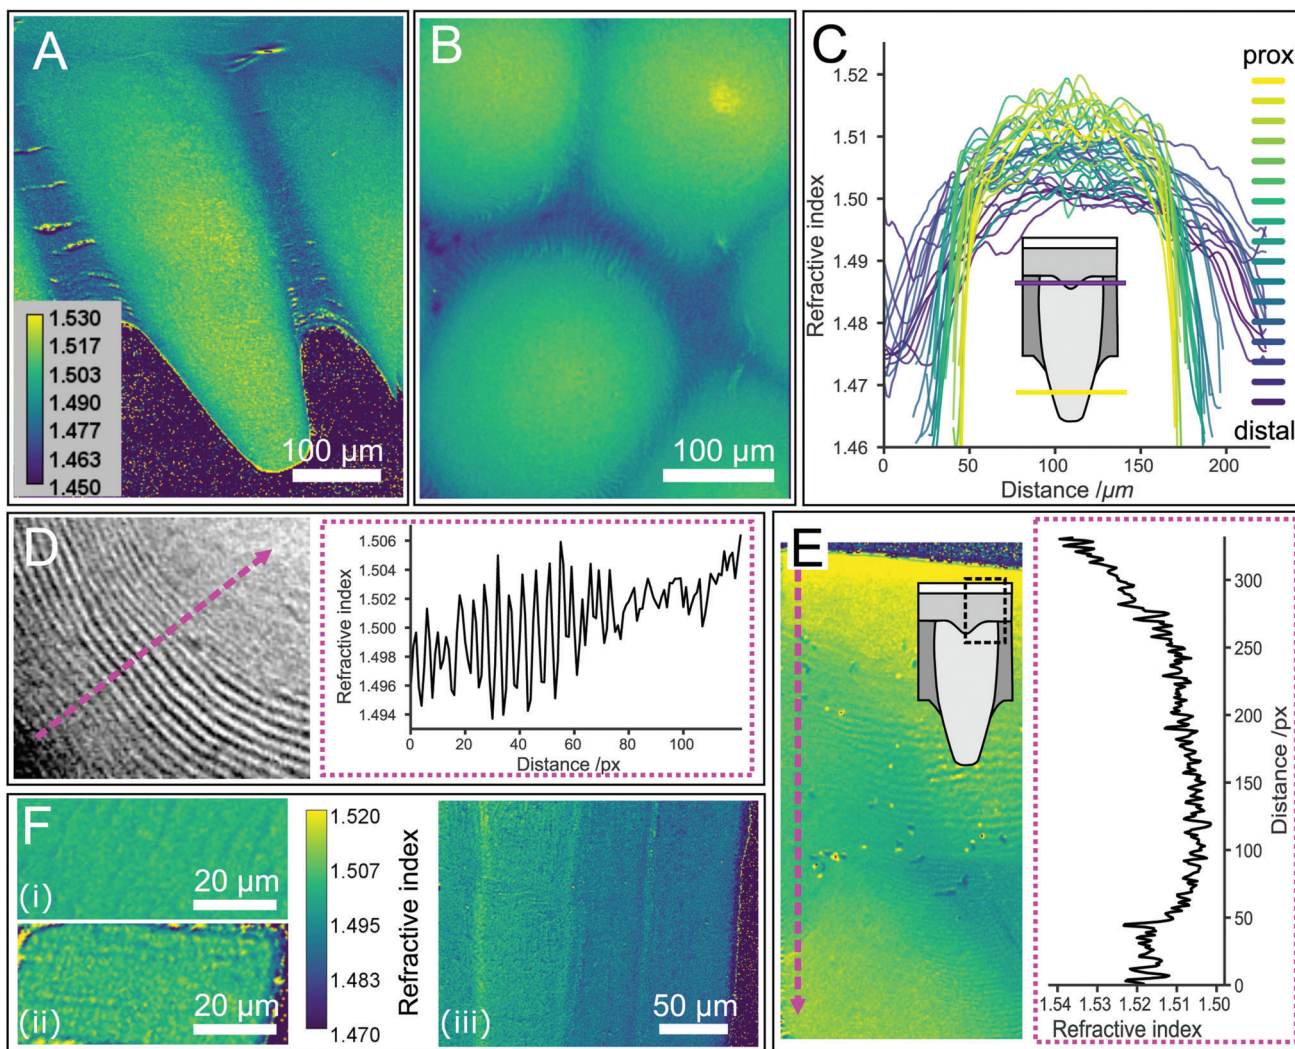 A
1.530
1.517
1.503
1.490
1.477
1.463
1.450
100 µm
B
100 µm
C
Refractive index
1.52
1.51
1.50
1.49
1.48
1.47
1.46
0
50
100
150
200
Distance /µm
prox
distal
D
Refractive index
1.506
1.504
1.502
1.500
1.498
1.496
1.494
0
20
40
60
80
100
Distance /px
E
300
250
200
150
100
50
0
Distance /px
1.54
1.53
1.52
1.51
1.50
Refractive index
F
(i)
20 µm
(ii)
20 µm
1.520
1.507
1.495
1.483
1.470
Refractive index
(iii)
50 µm